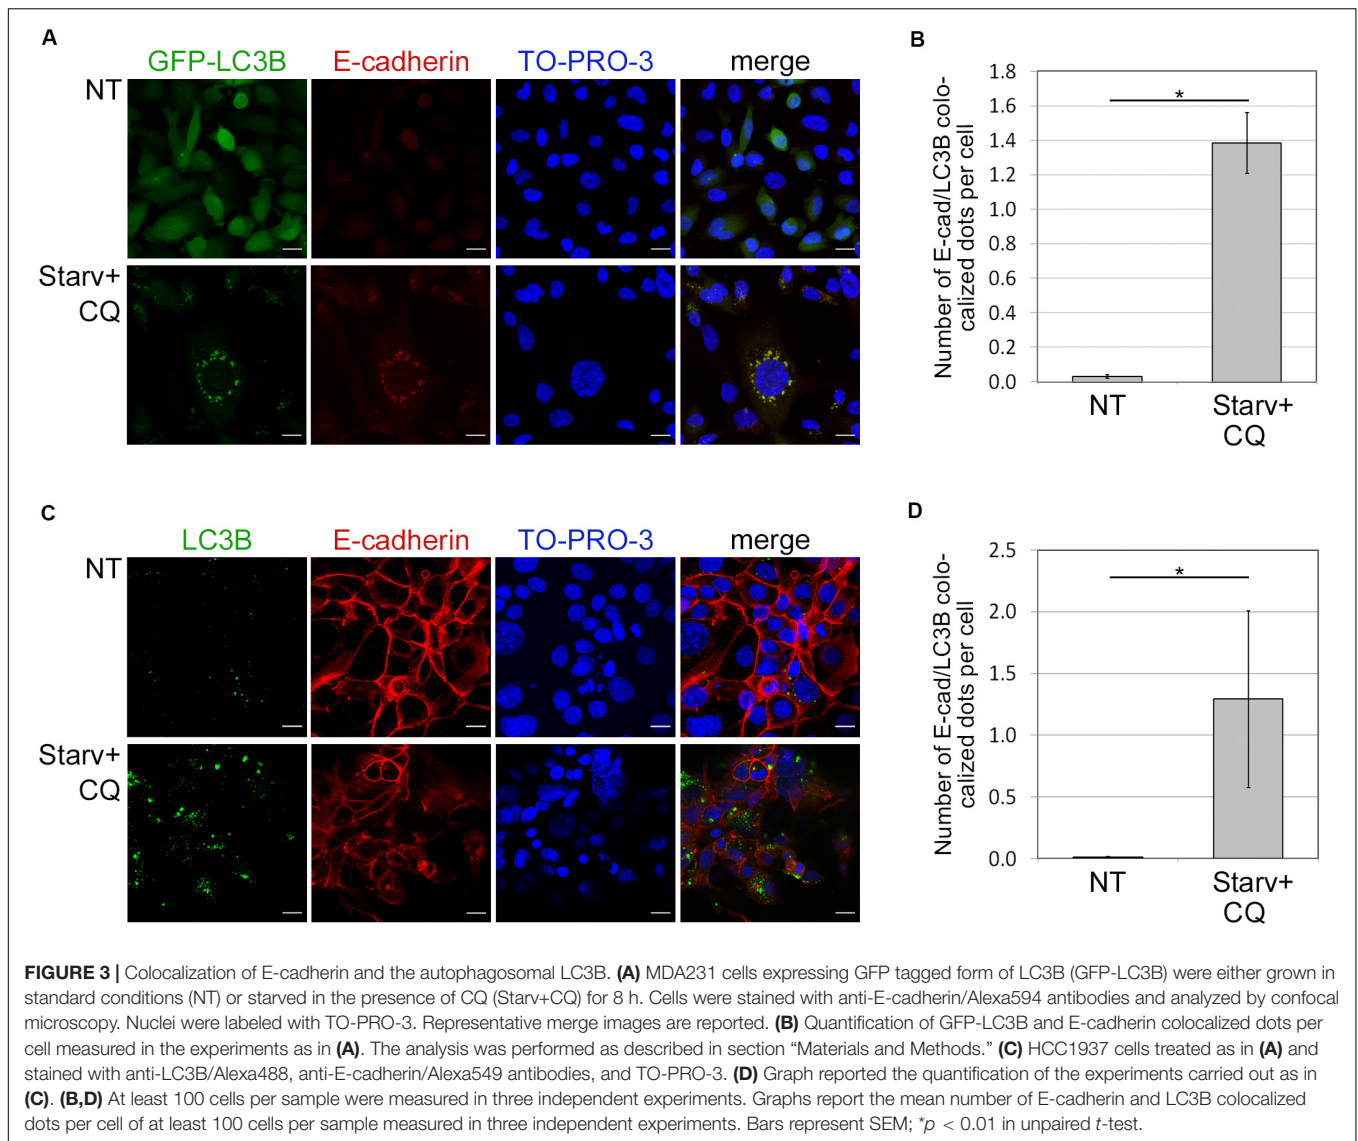 A
GFP-LC3B E-cadherin TO-PRO-3 merge
NT
Starv+
CQ
B
Number of E-cad/LC3B colo-
calized dots per cell
1.8
1.6
1.4
1.2
1.0
0.8
0.6
0.4
0.2
0.0
*
NT Starv+
CQ
C
LC3B E-cadherin TO-PRO-3 merge
NT
Starv+
CQ
D
Number of E-cad/LC3B colo-
calized dots per cell
2.5
2.0
1.5
1.0
0.5
0.0
*
NT Starv+
CQ
FIGURE 3 | Colocalization of E-cadherin and the autophagosomal LC3B. (A) MDA231 cells expressing GFP tagged form of LC3B (GFP-LC3B) were either grown in
standard conditions (NT) or starved in the presence of CQ (Starv+CQ) for 8 h. Cells were stained with anti-E-cadherin/Alexa594 antibodies and analyzed by confocal
microscopy. Nuclei were labeled with TO-PRO-3. Representative merge images are reported. (B) Quantification of GFP-LC3B and E-cadherin colocalized dots per
cell measured in the experiments as in (A). The analysis was performed as described in section “Materials and Methods.” (C) HCC1937 cells treated as in (A) and
stained with anti-LC3B/Alexa488, anti-E-cadherin/Alexa549 antibodies, and TO-PRO-3. (D) Graph reported the quantification of the experiments carried out as in
(C). (B,D) At least 100 cells per sample were measured in three independent experiments. Graphs report the mean number of E-cadherin and LC3B colocalized
dots per cell of at least 100 cells per sample measured in three independent experiments. Bars represent SEM; *p < 0.01 in unpaired t-test.